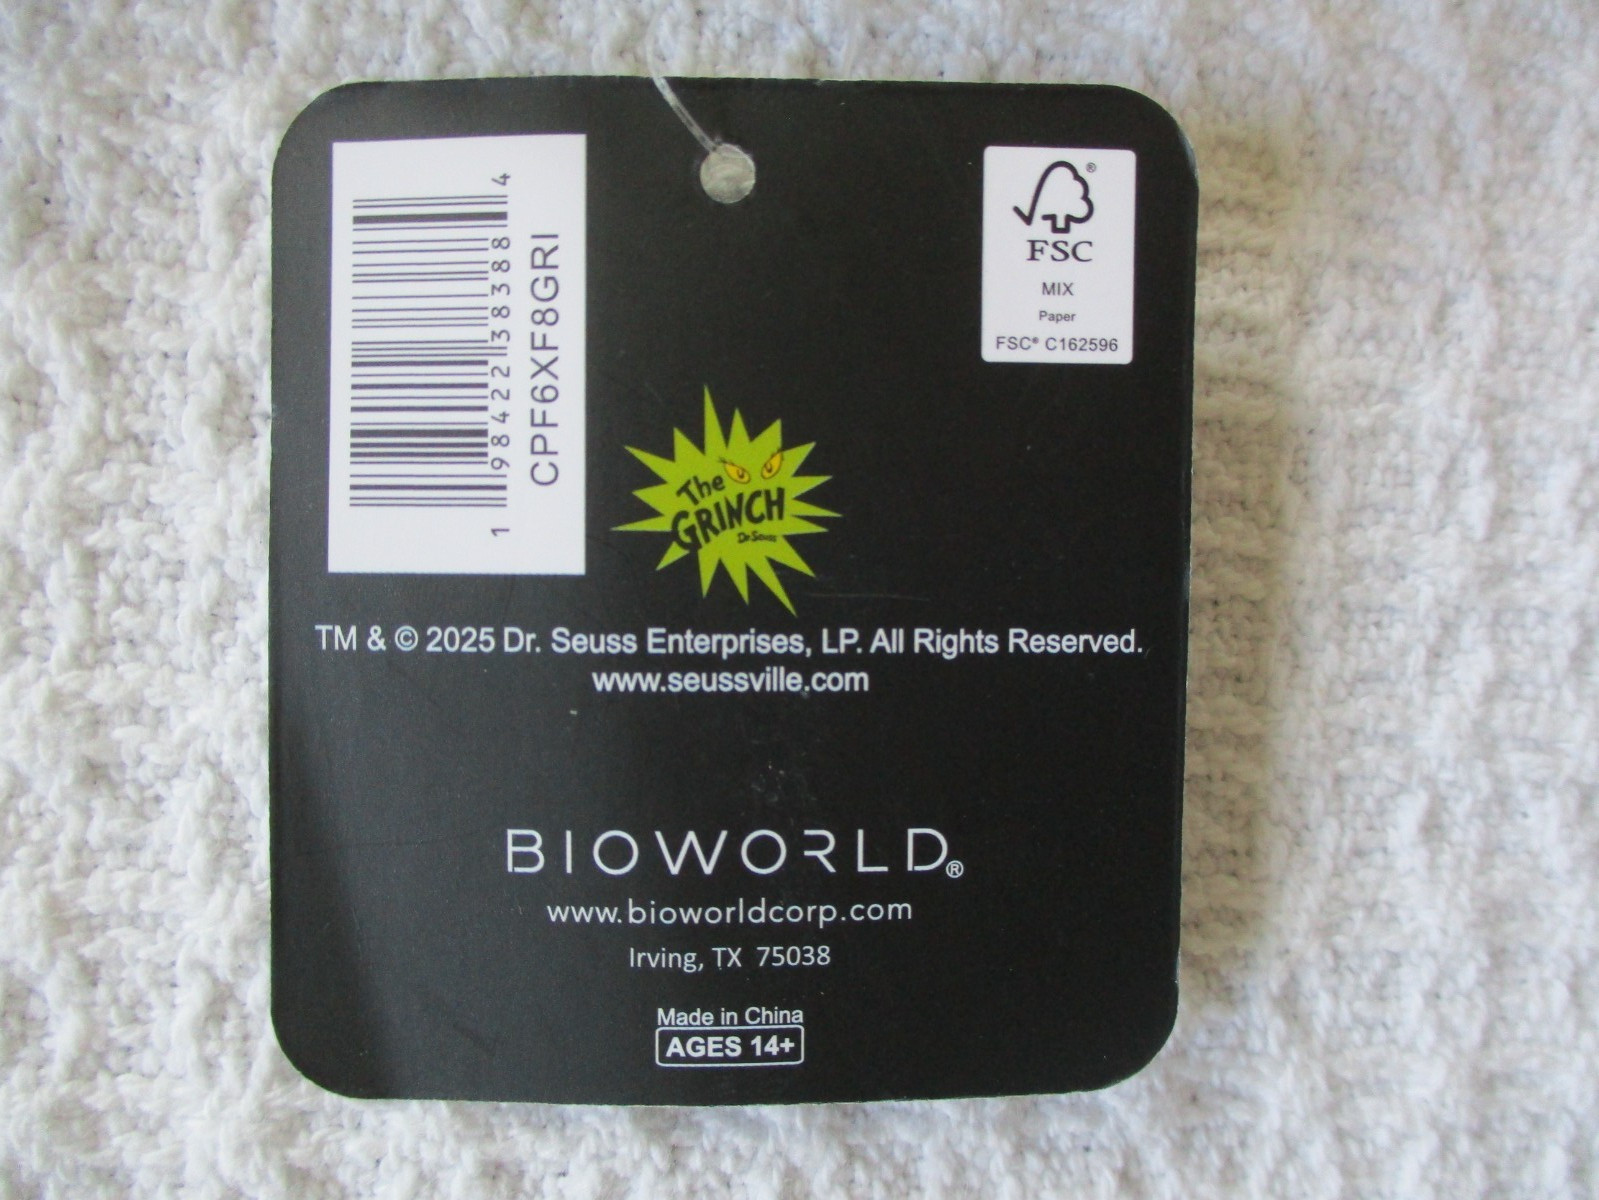 1 98422 38388 4
CPF6XF8GRI
®
FSC
MIX
Paper
FSC® C162596
The
GRINCH
Dr. Seuss
TM & © 2025 Dr. Seuss Enterprises, LP. All Rights Reserved.
www.seussville.com
BIOWORLD®
www.bioworldcorp.com
Irving, TX 75038
Made in China
AGES 14+